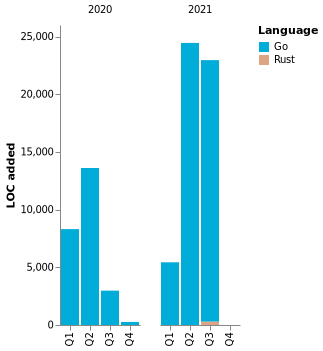 2020
2021
Language
Go
Rust
LOC added
25,000
20,000
15,000
10,000
5,000
0
Q1
Q2
Q3
Q4
Q1
Q2
Q3
Q4